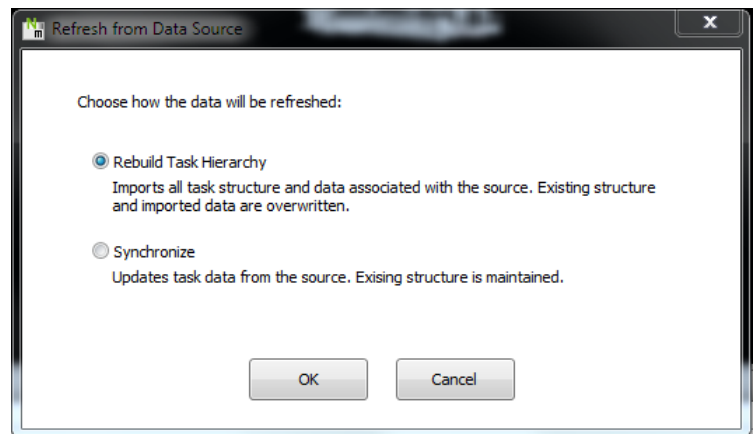 Nm Refresh from Data Source x
Choose how the data will be refreshed:
Rebuild Task Hierarchy
Imports all task structure and data associated with the source. Existing structure
and imported data are overwritten.
Synchronize
Updates task data from the source. Exising structure is maintained.
OK Cancel